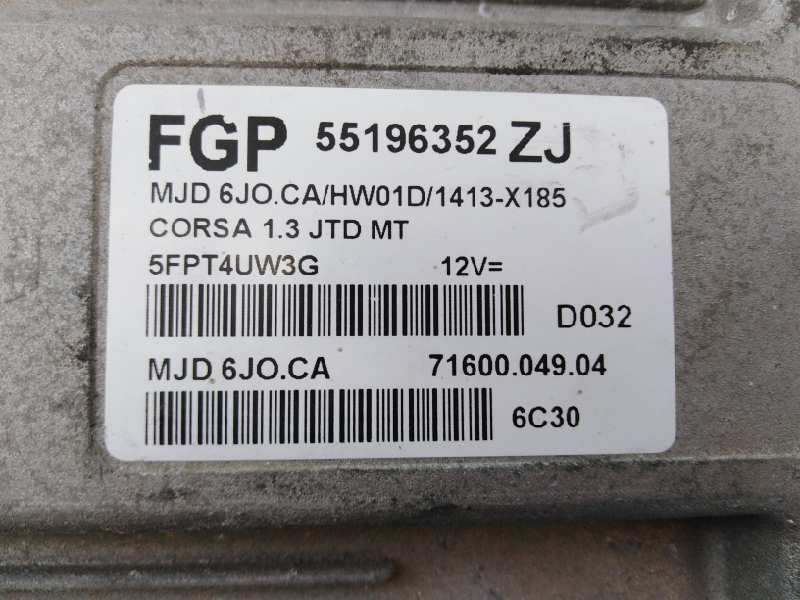 FGP 55196352 ZJ
MJD 6JO.CA/HW01D/1413-X185
CORSA 1.3 JTD MT
5FPT4UW3G 12V=
D032
MJD 6JO.CA 71600.049.04
6C30